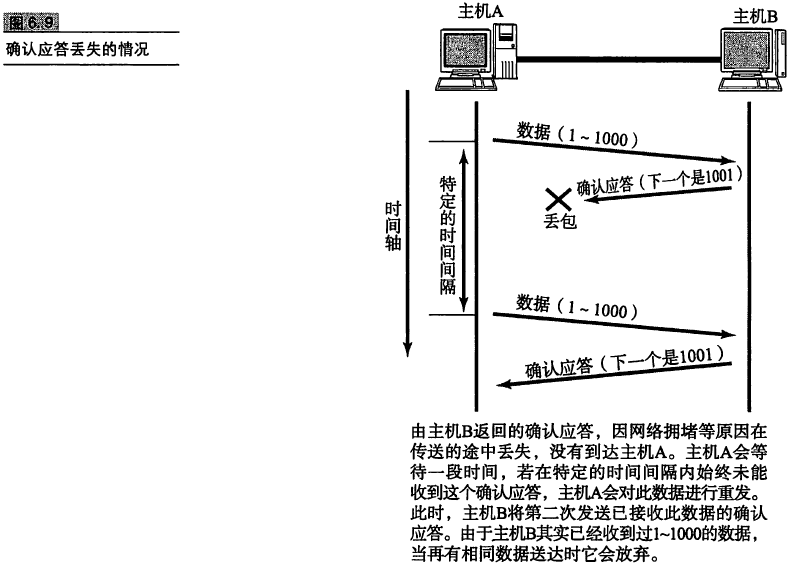 图6.9
确认应答丢失的情况
主机A
主机B
数据（1～1000）
确认应答（下一个是1001）
丢包
特定的时间间隔
时间轴
数据（1～1000）
确认应答（下一个是1001）
由主机B返回的确认应答，因网络拥堵等原因在
传送的途中丢失，没有到达主机A。主机A会等
待一段时间，若在特定的时间间隔内始终未能
收到这个确认应答，主机A会对此数据进行重发。
此时，主机B将第二次发送已接收此数据的确认
应答。由于主机B其实已经收到过1~1000的数据，
当再有相同数据送达时它会放弃。